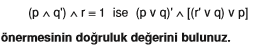 (p ∧ q') ∧ r ≡ 1 ise (p ∨ q)' ∧ [(r' ∨ q) ∨ p]
önermesinin doğruluk değerini bulunuz.